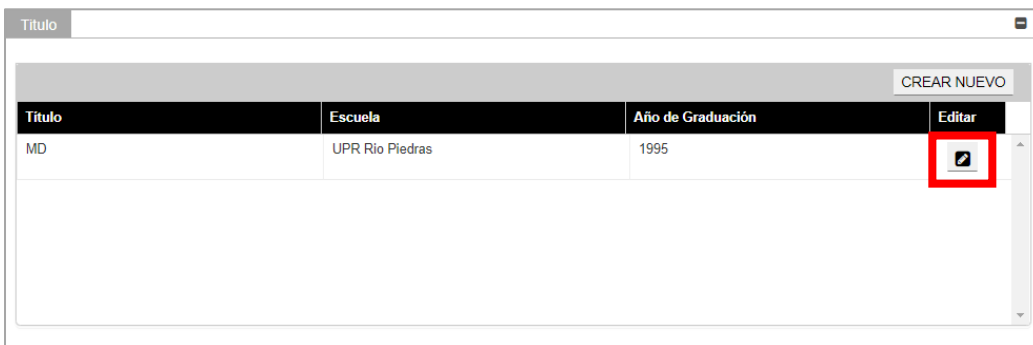 Titulo
CREAR NUEVO
Título Escuela Año de Graduación Editar
MD UPR Rio Piedras 1995